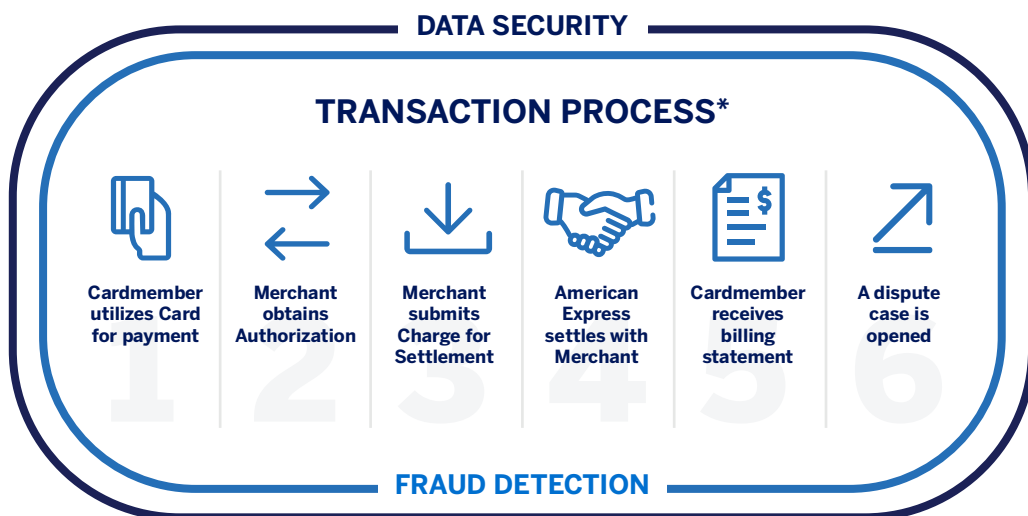 DATA SECURITY
TRANSACTION PROCESS*
$
Cardmember
utilizes Card
for payment
1
Merchant
obtains
Authorization
2
Merchant
submits
Charge for
Settlement
3
American
Express
settles with
Merchant
4
Cardmember
receives
billing
statement
5
A dispute
case is
opened
6
FRAUD DETECTION